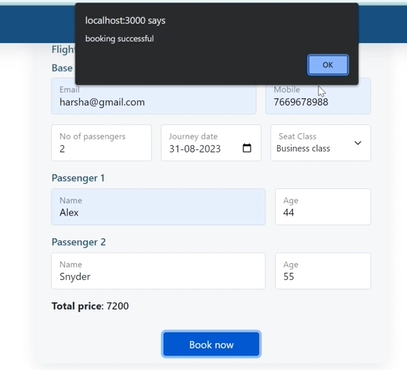 localhost:3000 says
booking successful
OK
Flight
Base
Email
harsha@gmail.com
Mobile
7669678988
No of passengers
2
Journey date
31-08-2023
Seat Class
Business class
Passenger 1
Name
Alex
Age
44
Passenger 2
Name
Snyder
Age
55
Total price: 7200
Book now